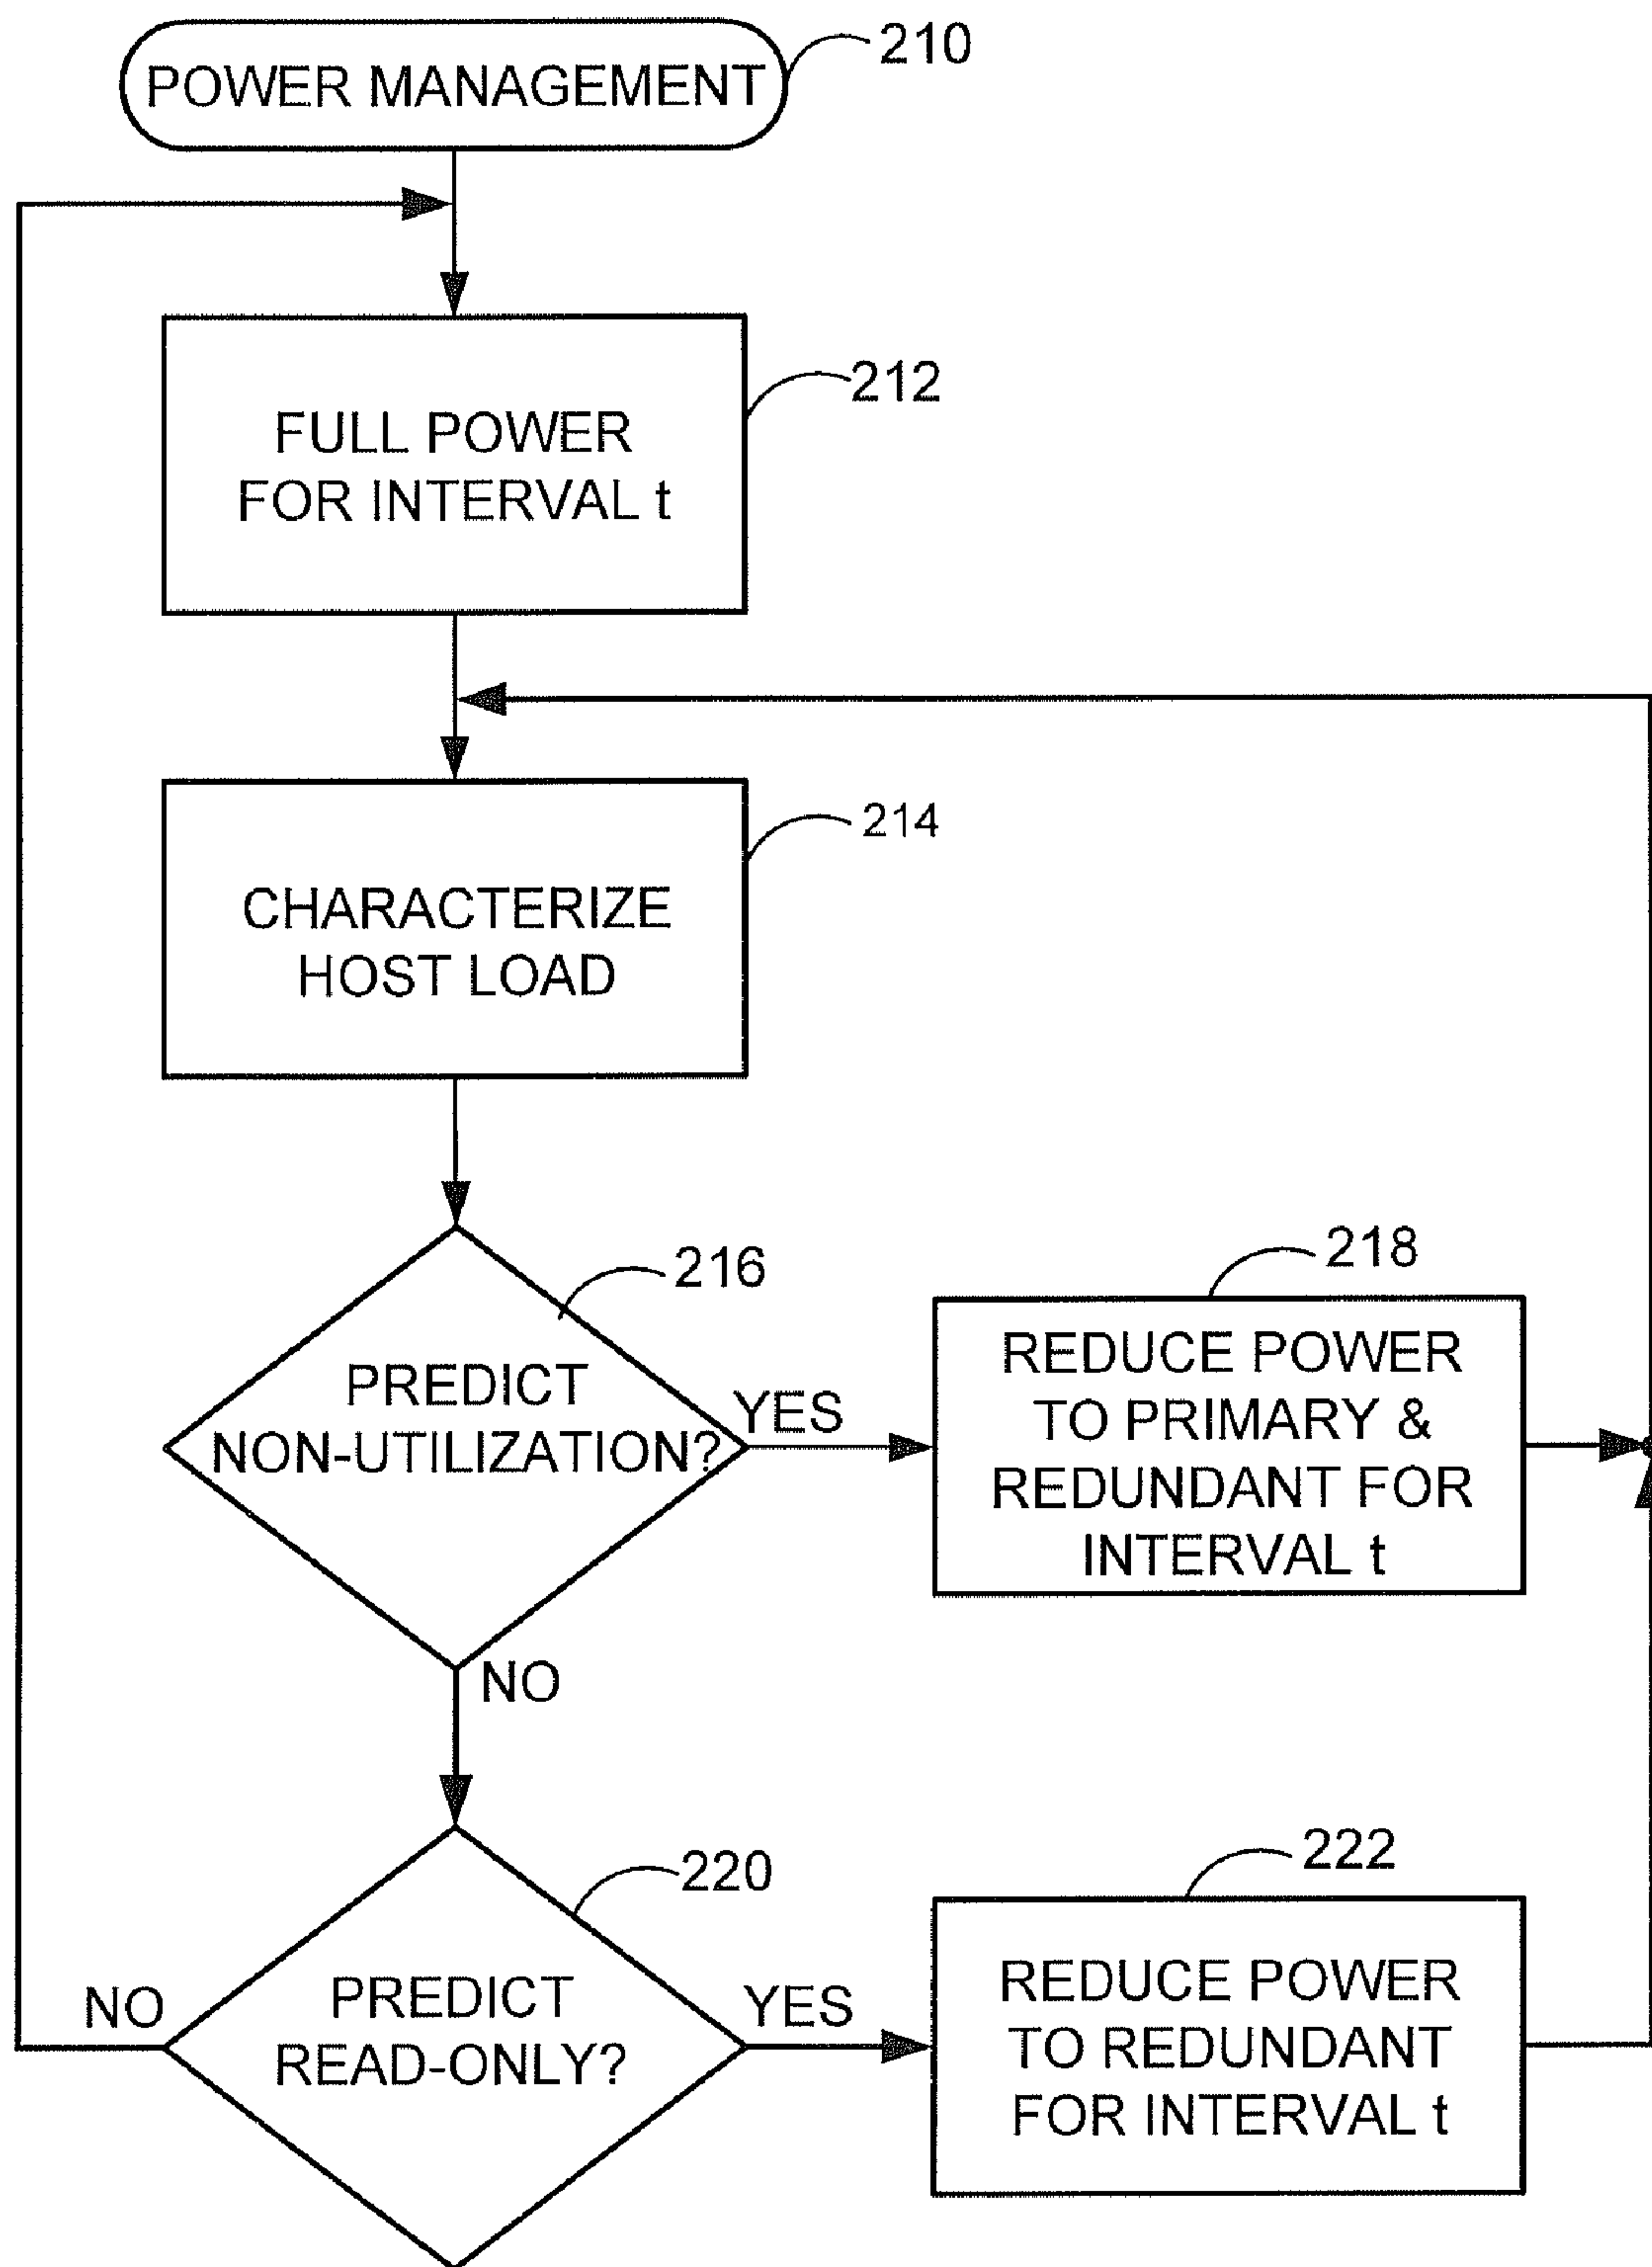 POWER MANAGEMENT
210
FULL POWER
FOR INTERVAL t
212
CHARACTERIZE
HOST LOAD
214
PREDICT
NON-UTILIZATION?
216
YES
NO
REDUCE POWER
TO PRIMARY &
REDUNDANT FOR
INTERVAL t
218
PREDICT
READ-ONLY?
220
NO
YES
REDUCE POWER
TO REDUNDANT
FOR INTERVAL t
222